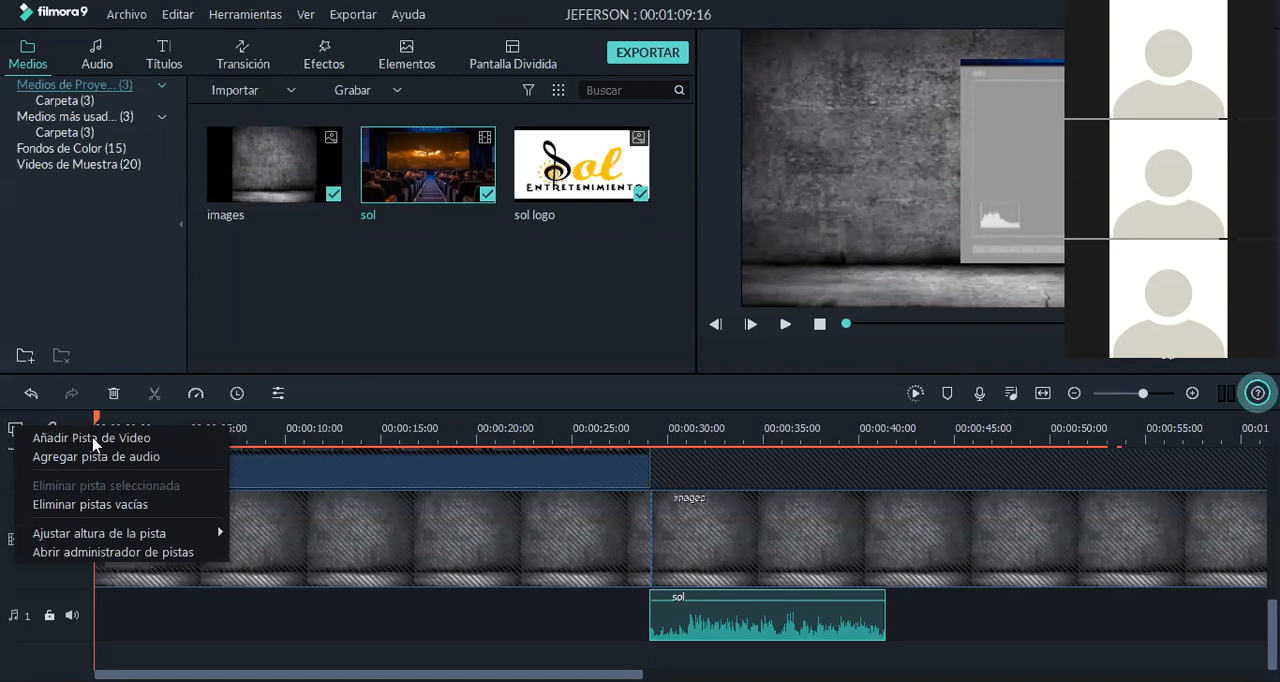 filmora9 Archivo Editar Herramientas Ver Exportar Ayuda JEFERSON : 00:01:09:16
Medios Audio Títulos Transición Efectos Elementos Pantalla Dividida EXPORTAR
Medios de Proye... (3)
Carpeta (3)
Medios más usad... (3)
Carpeta (3)
Fondos de Color (15)
Videos de Muestra (20)
Importar Grabar Buscar
Sol
ENTRETENIMIENTO
images sol sol logo
00:00:10:00 00:00:15:00 00:00:20:00 00:00:25:00 00:00:30:00 00:00:35:00 00:00:40:00 00:00:45:00 00:00:50:00 00:00:55:00 00:01
Añadir Pista de Video
Agregar pista de audio
Eliminar pista seleccionada
Eliminar pistas vacías
Ajustar altura de la pista
Abrir administrador de pistas
images
sol
1